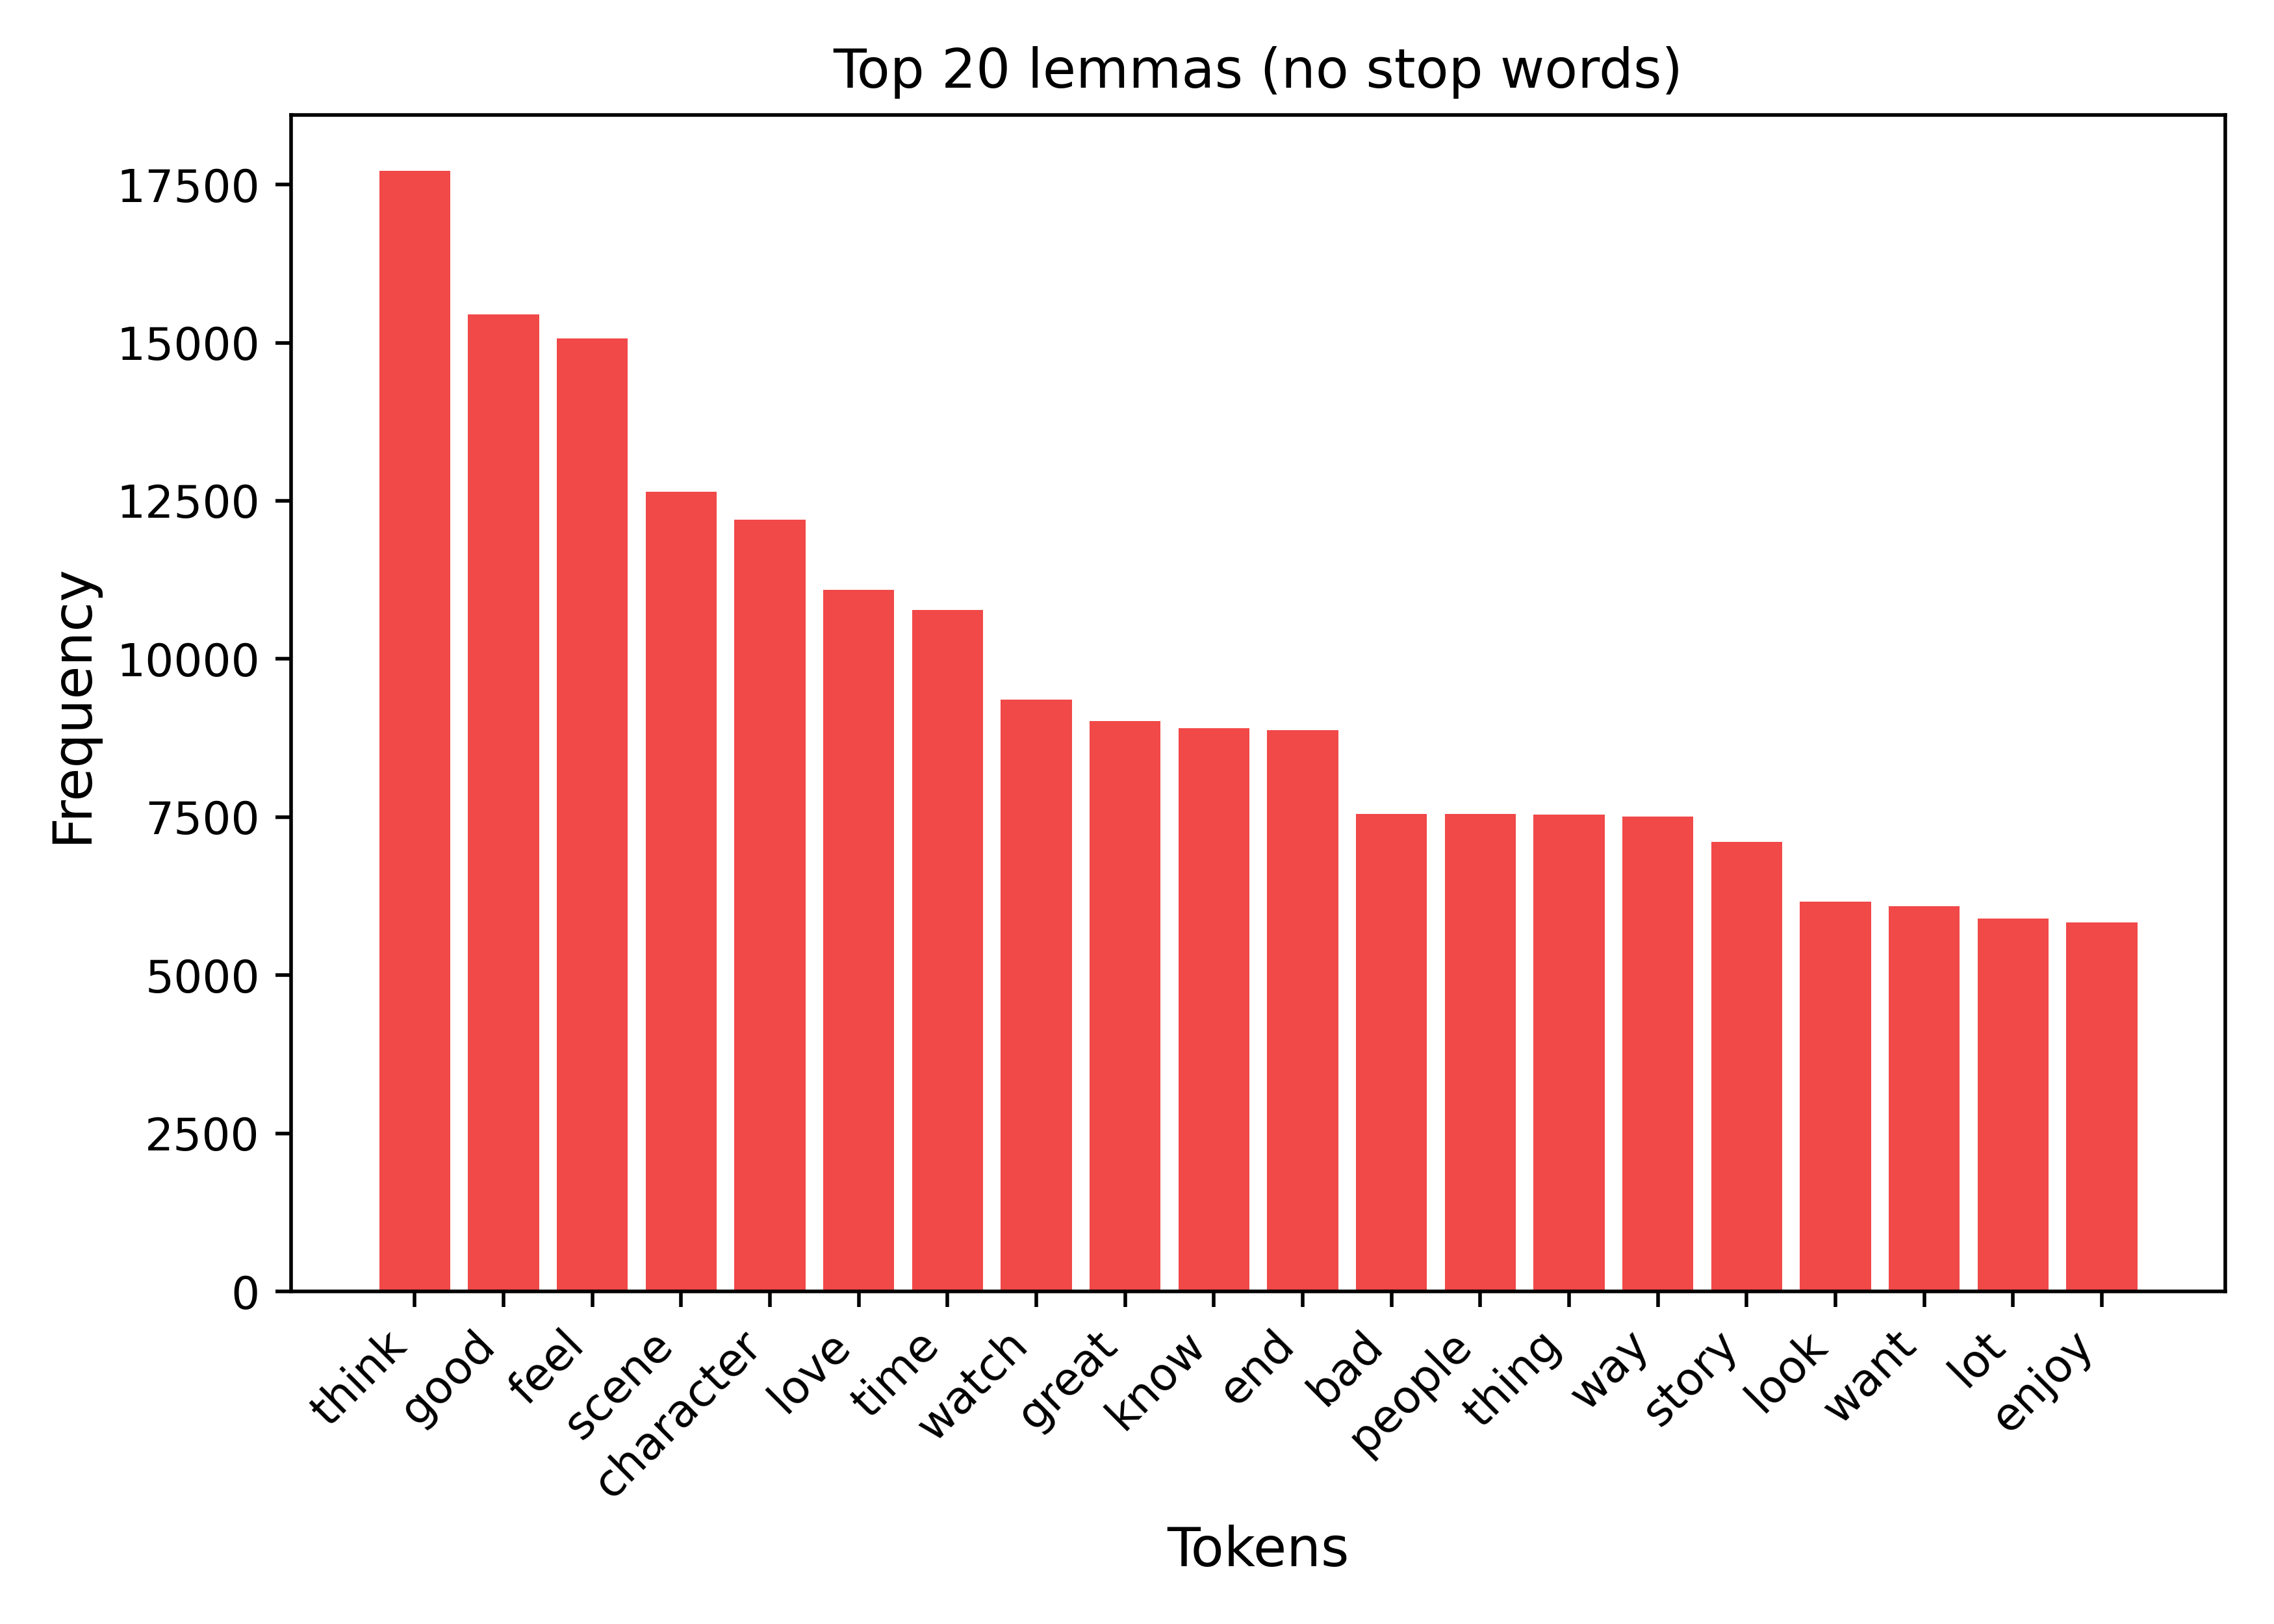 Top 20 lemmas (no stop words)
Frequency
17500
15000
12500
10000
7500
5000
2500
0
think
good
feel
scene
character
love
time
watch
great
know
end
bad
people
thing
way
story
look
want
lot
enjoy
Tokens